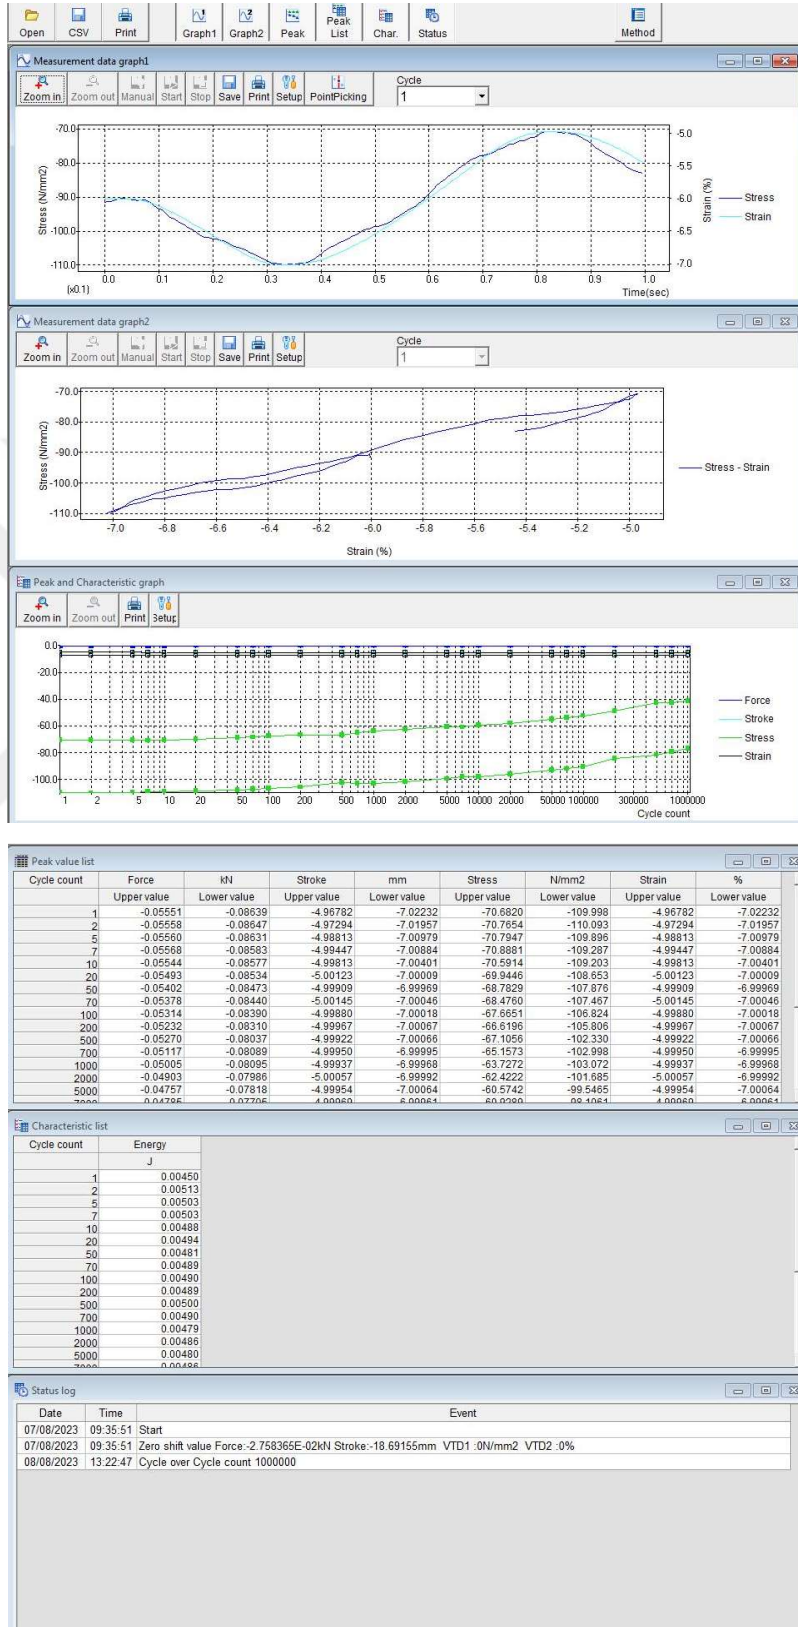 Open CSV Print Graph1 Graph2 Peak Peak List Char. Status Method
Measurement data graph1
Zoom in Zoom out Manual Start Stop Save Print Setup PointPicking
Cycle
1
-70.0
-80.0
-90.0
-100.0
-110.0
Stress (N/mm2)
-5.0
-5.5
-6.0
-6.5
-7.0
Strain (%)
Stress
Strain
0.0 0.1 0.2 0.3 0.4 0.5 0.6 0.7 0.8 0.9 1.0
(x0.1) Time(sec)
Measurement data graph2
Zoom in Zoom out Manual Start Stop Save Print Setup
Cycle
1
-70.0
-80.0
-90.0
-100.0
-110.0
Stress (N/mm2)
Stress - Strain
-7.0 -6.8 -6.6 -6.4 -6.2 -6.0 -5.8 -5.6 -5.4 -5.2 -5.0
Strain (%)
Peak and Characteristic graph
Zoom in Zoom out Print Setup
0.0
-20.0
-40.0
-60.0
-80.0
-100.0
Force
Stroke
Stress
Strain
1 2 5 10 20 50 100 200 500 1000 2000 5000 10000 20000 50000 100000 300000 1000000
Cycle count
Peak value list
Cycle count Force kN Stroke mm Stress N/mm2 Strain %
Upper value Lower value Upper value Lower value Upper value Lower value Upper value Lower value
1 -0.05551 -0.08639 -4.96782 -7.02232 -70.6820 -109.998 -4.96782 -7.02232
2 -0.05558 -0.08647 -4.97294 -7.01957 -70.7654 -110.093 -4.97294 -7.01957
5 -0.05560 -0.08631 -4.98813 -7.00979 -70.7947 -109.896 -4.98813 -7.00979
7 -0.05568 -0.08583 -4.99447 -7.00884 -70.8881 -109.287 -4.99447 -7.00884
10 -0.05544 -0.08577 -4.99813 -7.00401 -70.5914 -109.203 -4.99813 -7.00401
20 -0.05493 -0.08534 -5.00123 -7.00009 -69.9446 -108.653 -5.00123 -7.00009
50 -0.05402 -0.08473 -4.99909 -6.99969 -68.7829 -107.876 -4.99909 -6.99969
70 -0.05378 -0.08440 -5.00145 -7.00046 -68.4760 -107.467 -5.00145 -7.00046
100 -0.05314 -0.08390 -4.99880 -7.00018 -67.6651 -106.824 -4.99880 -7.00018
200 -0.05232 -0.08310 -4.99967 -7.00067 -66.6196 -105.806 -4.99967 -7.00067
500 -0.05270 -0.08037 -4.99922 -7.00066 -67.1056 -102.330 -4.99922 -7.00066
700 -0.05117 -0.08089 -4.99950 -6.99995 -65.1573 -102.998 -4.99950 -6.99995
1000 -0.05005 -0.08095 -4.99937 -6.99968 -63.7272 -103.072 -4.99937 -6.99968
2000 -0.04903 -0.07986 -5.00057 -6.99992 -62.4222 -101.685 -5.00057 -6.99992
5000 -0.04757 -0.07818 -4.99954 -7.00064 -60.5742 -99.5465 -4.99954 -7.00064
Characteristic list
Cycle count Energy
J
1 0.00450
2 0.00513
5 0.00503
7 0.00503
10 0.00488
20 0.00494
50 0.00481
70 0.00489
100 0.00490
200 0.00489
500 0.00500
700 0.00490
1000 0.00479
2000 0.00486
5000 0.00480
Status log
Date Time Event
07/08/2023 09:35:51 Start
07/08/2023 09:35:51 Zero shift value Force:-2.758365E-02kN Stroke:-18.69155mm VTD1 :0N/mm2 VTD2 :0%
08/08/2023 13:22:47 Cycle over Cycle count 1000000